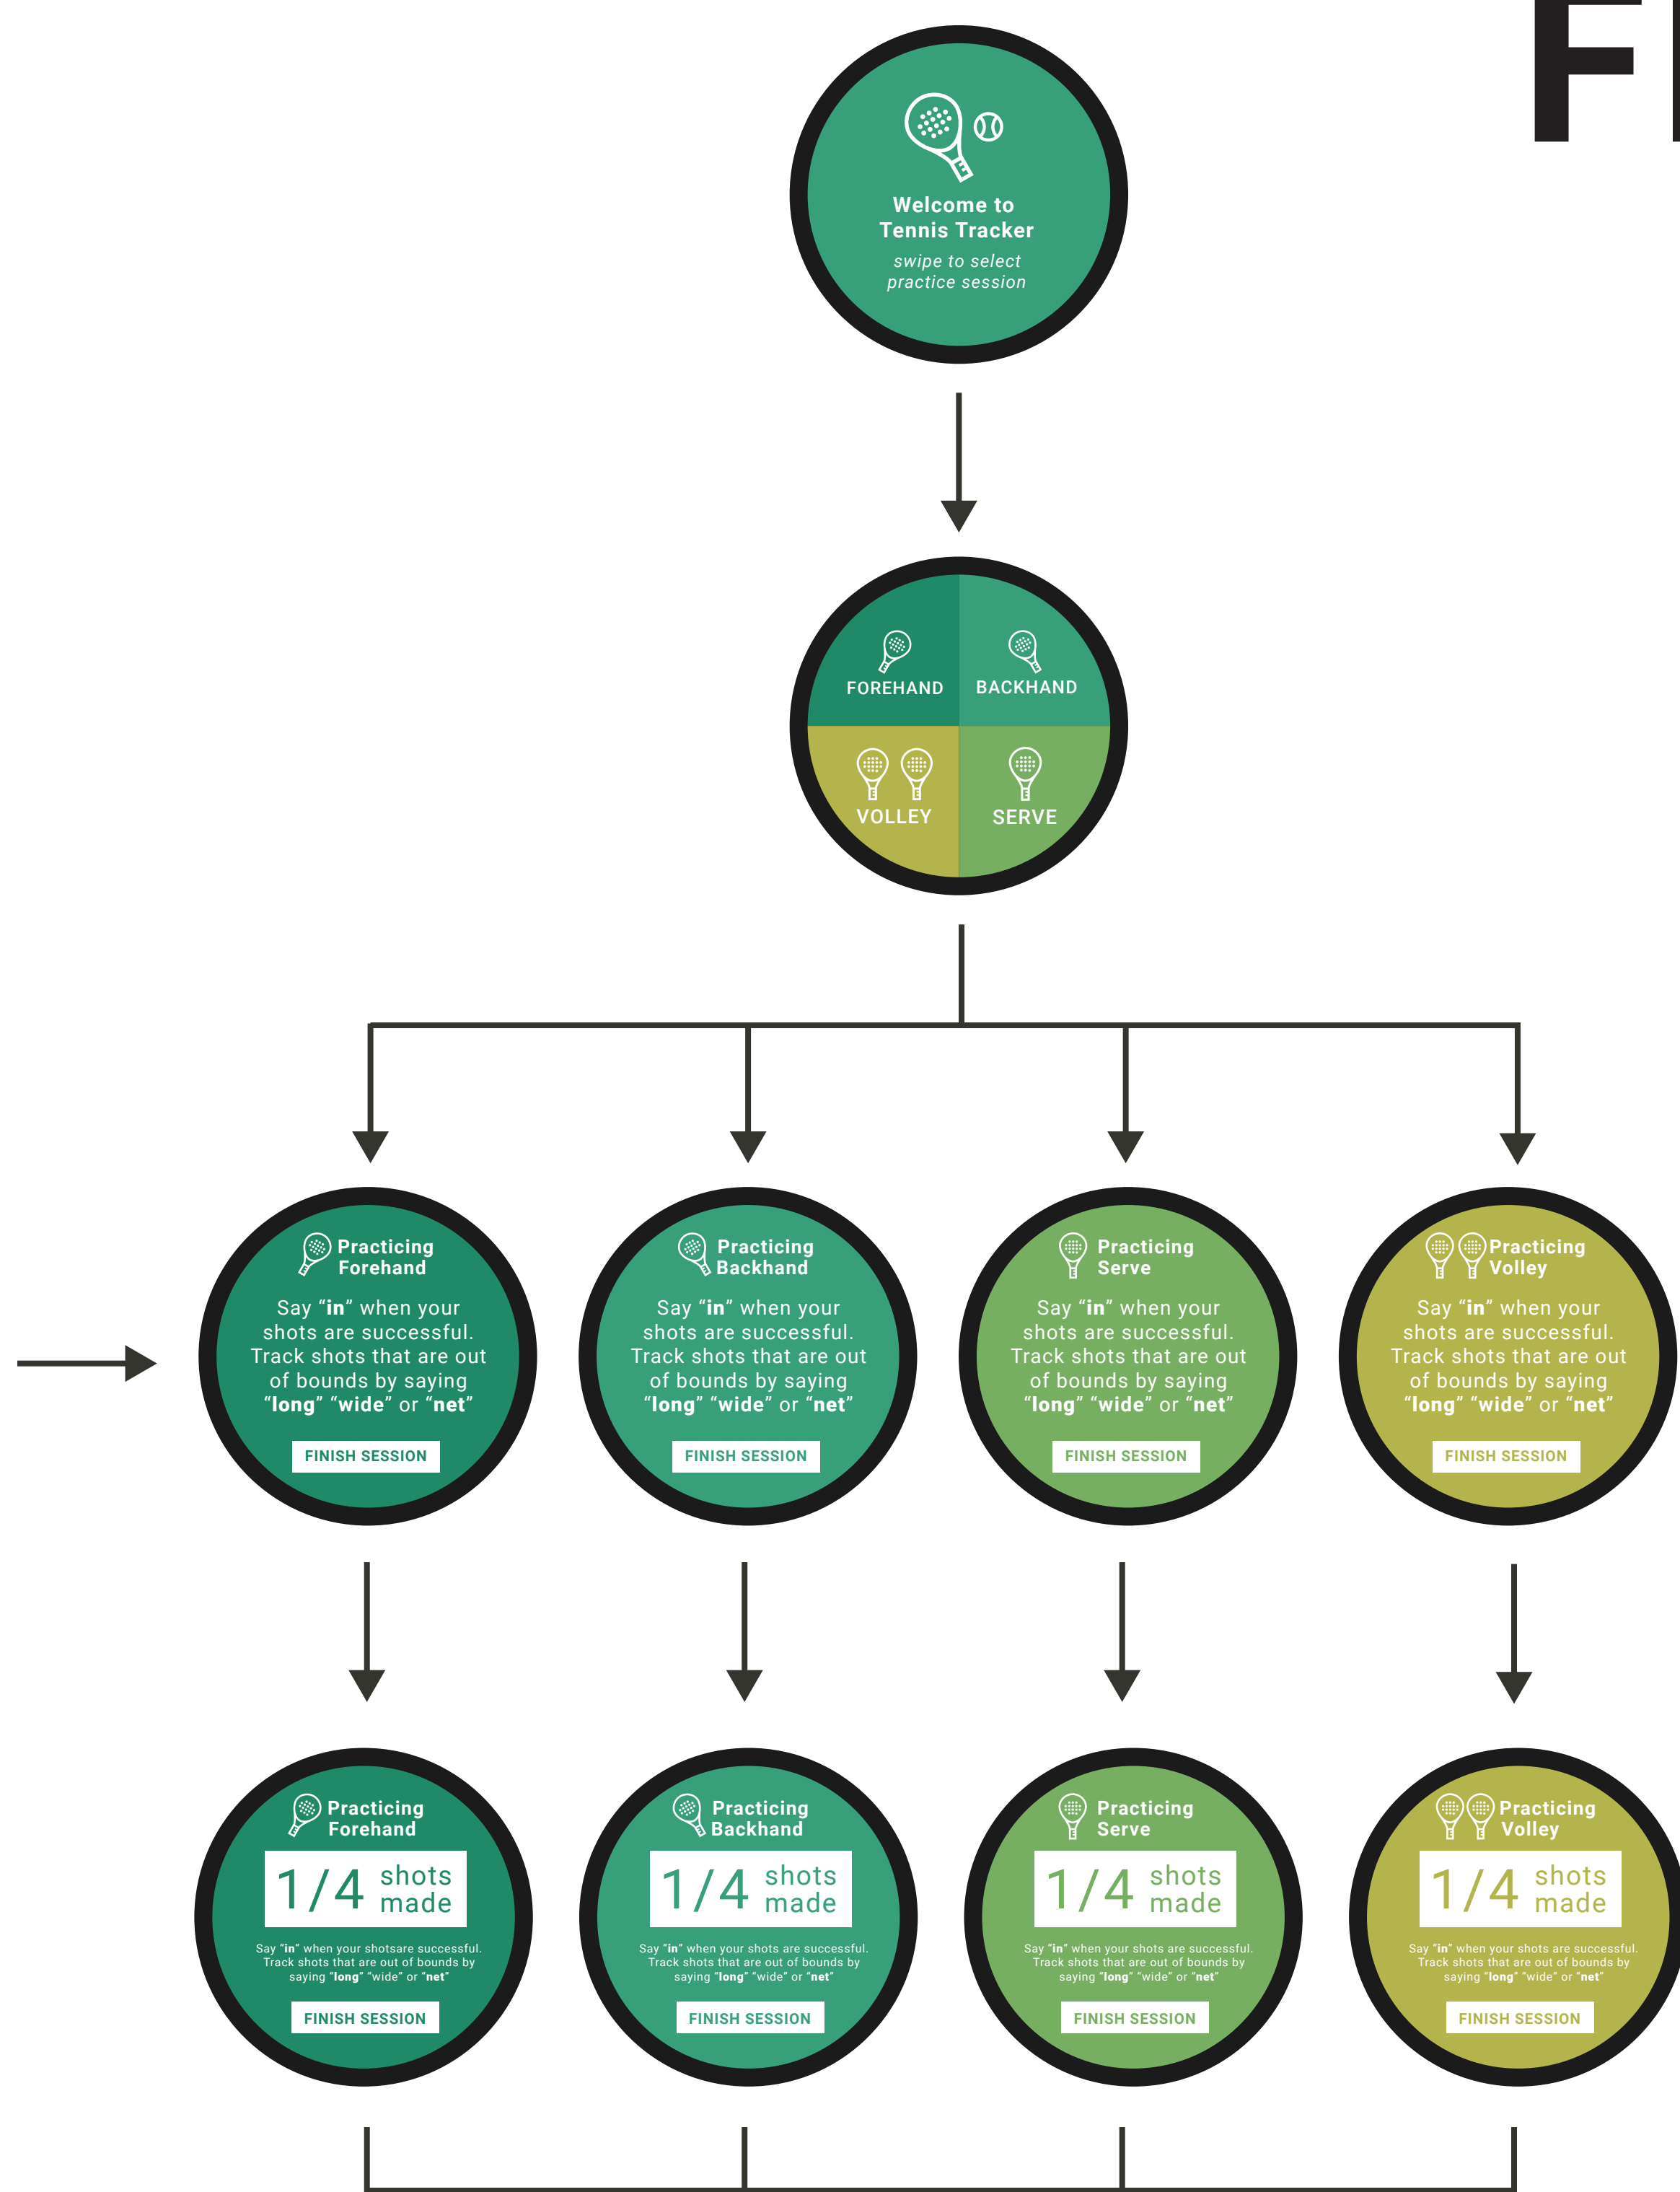 Welcome to
Tennis Tracker
swipe to select
practice session
FOREHAND
BACKHAND
VOLLEY
SERVE
Practicing
Forehand
Say “in” when your
shots are successful.
Track shots that are out
of bounds by saying
“long” “wide” or “net”
FINISH SESSION
Practicing
Backhand
Say “in” when your
shots are successful.
Track shots that are out
of bounds by saying
“long” “wide” or “net”
FINISH SESSION
Practicing
Serve
Say “in” when your
shots are successful.
Track shots that are out
of bounds by saying
“long” “wide” or “net”
FINISH SESSION
Practicing
Volley
Say “in” when your
shots are successful.
Track shots that are out
of bounds by saying
“long” “wide” or “net”
FINISH SESSION
Practicing
Forehand
1/4 shots
made
Say “in” when your shotsare successful.
Track shots that are out of bounds by
saying “long” “wide” or “net”
FINISH SESSION
Practicing
Backhand
1/4 shots
made
Say “in” when your shots are successful.
Track shots that are out of bounds by
saying “long” “wide” or “net”
FINISH SESSION
Practicing
Serve
1/4 shots
made
Say “in” when your shots are successful.
Track shots that are out of bounds by
saying “long” “wide” or “net”
FINISH SESSION
Practicing
Volley
1/4 shots
made
Say “in” when your shots are successful.
Track shots that are out of bounds by
saying “long” “wide” or “net”
FINISH SESSION